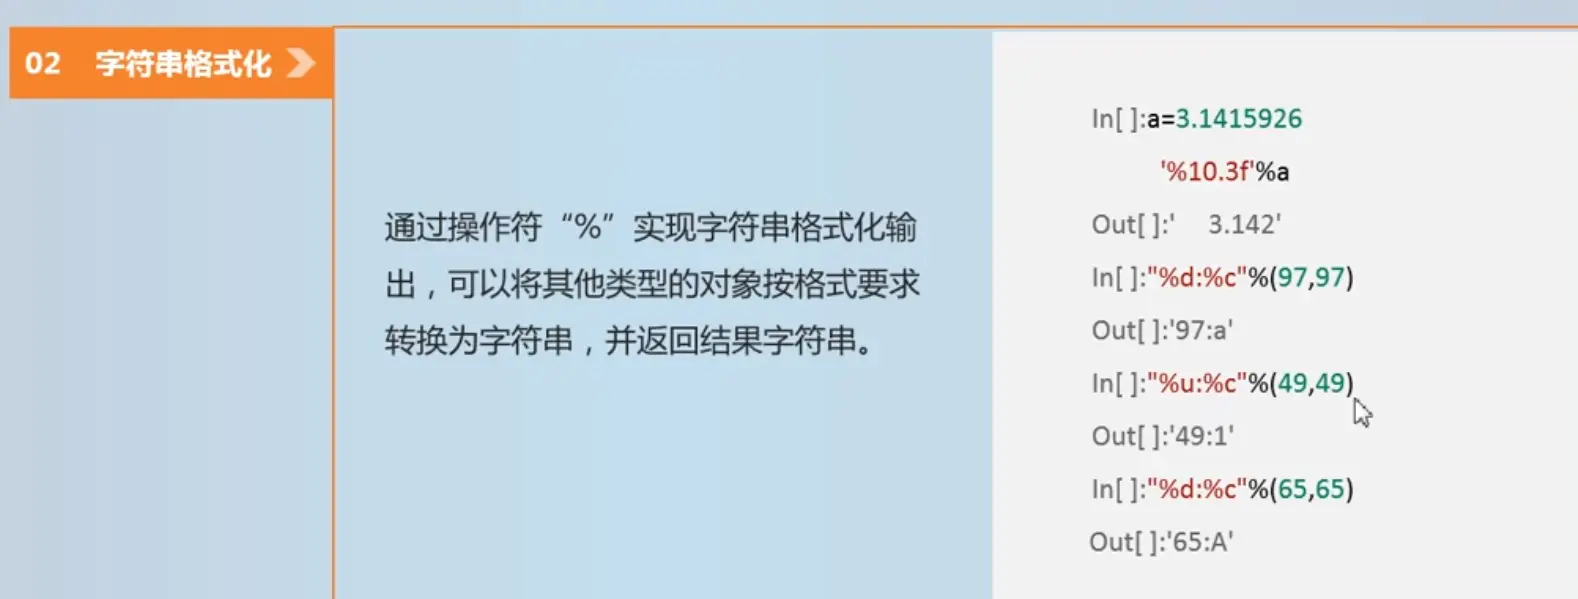 02 字符串格式化
通过操作符“%”实现字符串格式化输
出，可以将其他类型的对象按格式要求
转换为字符串，并返回结果字符串。
In[ ]:a=3.1415926
'%10.3f'%a
Out[ ]:'     3.142'
In[ ]:"%d:%c"%(97,97)
Out[ ]:'97:a'
In[ ]:"%u:%c"%(49,49)
Out[ ]:'49:1'
In[ ]:"%d:%c"%(65,65)
Out[ ]:'65:A'